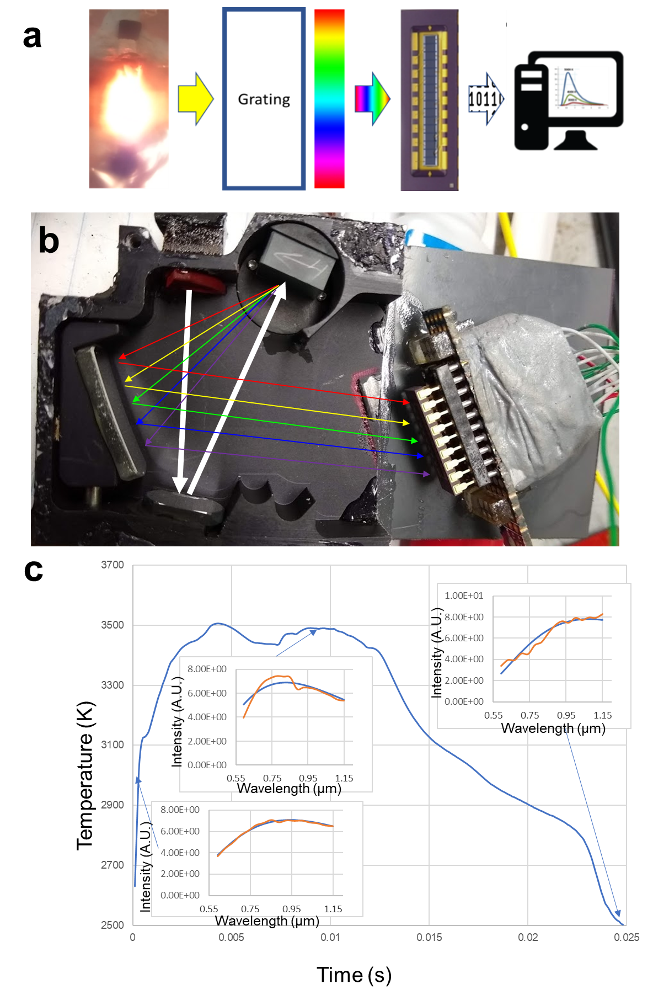 a
Grating
10110
b
c
3700
3500
3300
3100
2900
2700
2500
Temperature (K)
0
0.005
0.01
0.015
0.02
0.025
Time (s)
1.00E+01
8.00E+00
6.00E+00
4.00E+00
2.00E+00
0.00E+00
Intensity (A.U.)
0.55
0.75
0.95
1.15
Wavelength (μm)
8.00E+00
6.00E+00
4.00E+00
2.00E+00
0.00E+00
Intensity (A.U.)
0.55
0.75
0.95
1.15
Wavelength (μm)
8.00E+00
6.00E+00
4.00E+00
2.00E+00
0.00E+00
Intensity (A.U.)
0.55
0.75
0.95
1.15
Wavelength (μm)